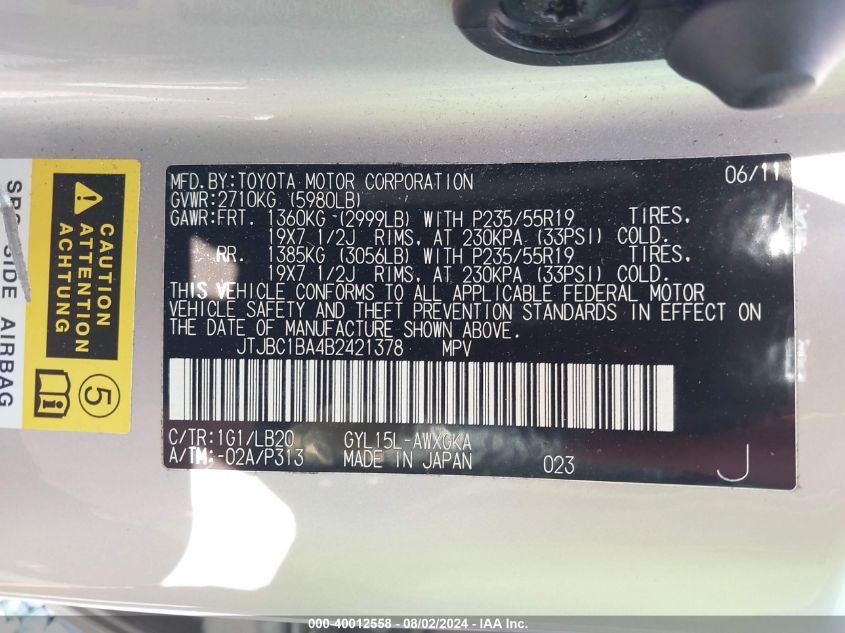 MFD.BY:TOYOTA MOTOR CORPORATION 06/11
GVWR:2710KG (5980LB)
GAWR:FRT. 1360KG (2999LB) WITH P235/55R19 TIRES,
19X7 1/2J RIMS, AT 230KPA (33PSI) COLD.
RR. 1385KG (3056LB) WITH P235/55R19 TIRES,
19X7 1/2J RIMS, AT 230KPA (33PSI) COLD.
THIS VEHICLE CONFORMS TO ALL APPLICABLE FEDERAL MOTOR
VEHICLE SAFETY AND THEFT PREVENTION STANDARDS IN EFFECT ON
THE DATE OF MANUFACTURE SHOWN ABOVE.
JTJBC1BA4B2421378 MPV
C/TR:1G1/LB20 GYL15L-AWXGKA
A/TM:-02A/P313 MADE IN JAPAN 023 J
CAUTION
ATTENTION
ACHTUNG
5
SIDE AIRBAG
000-40012558 - 08/02/2024 - IAA Inc.